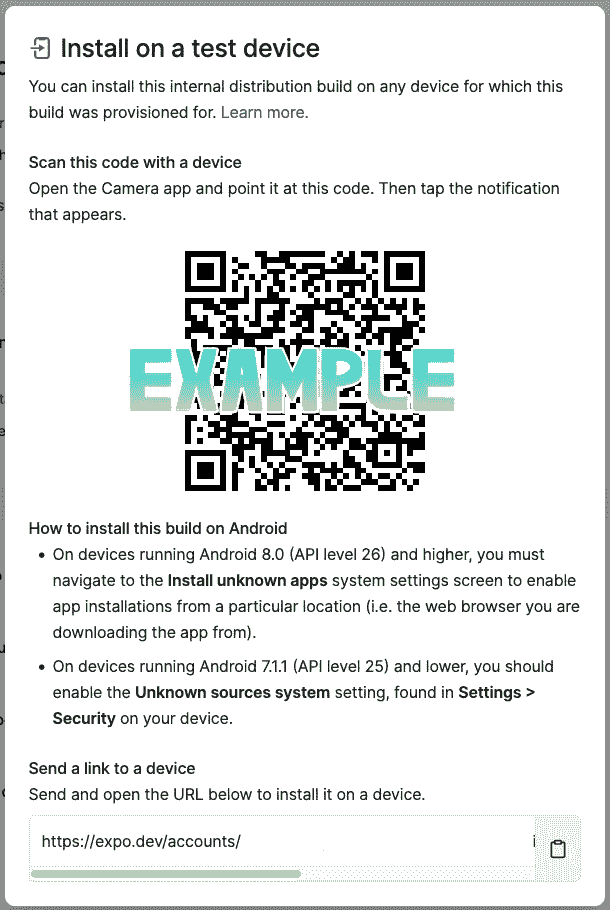 Install on a test device
You can install this internal distribution build on any device for which this
build was provisioned for. Learn more.
Scan this code with a device
Open the Camera app and point it at this code. Then tap the notification
that appears.
EXAMPLE
How to install this build on Android
• On devices running Android 8.0 (API level 26) and higher, you must
navigate to the Install unknown apps system settings screen to enable
app installations from a particular location (i.e. the web browser you are
downloading the app from).
• On devices running Android 7.1.1 (API level 25) and lower, you should
enable the Unknown sources system setting, found in Settings >
Security on your device.
Send a link to a device
Send and open the URL below to install it on a device.
https://expo.dev/accounts/